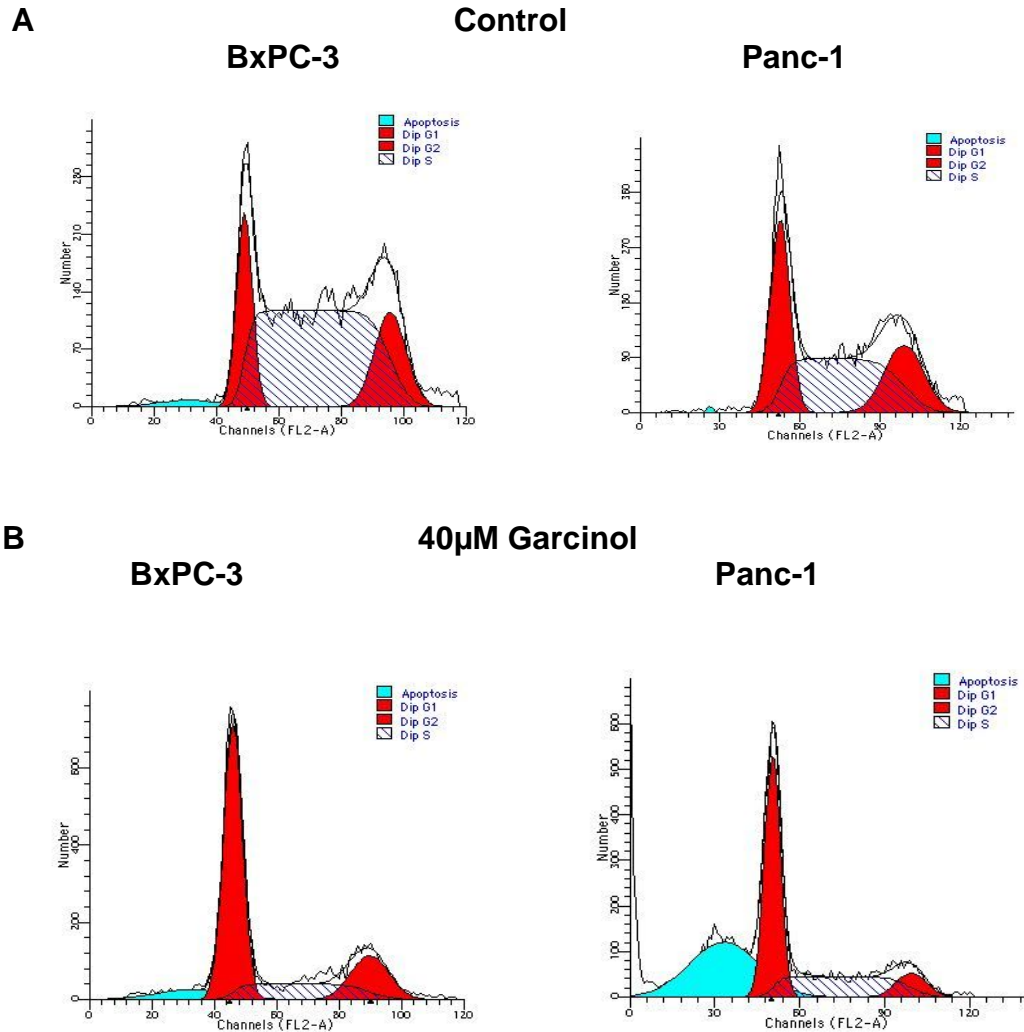 A
Control
BxPC-3 Panc-1
Apoptosis
Dip G1
Dip G2
Dip S
Number
0 70 140 210 280
0 20 40 60 80 100 120
Channels (FL2-A)
Apoptosis
Dip G1
Dip G2
Dip S
Number
0 90 180 270 360
0 30 60 90 120
Channels (FL2-A)
B
40µM Garcinol
BxPC-3 Panc-1
Apoptosis
Dip G1
Dip G2
Dip S
Number
0 200 400 600
0 20 40 60 80 100 120
Channels (FL2-A)
Apoptosis
Dip G1
Dip G2
Dip S
Number
0 100 200 300 400 500 600
0 30 60 90 120
Channels (FL2-A)